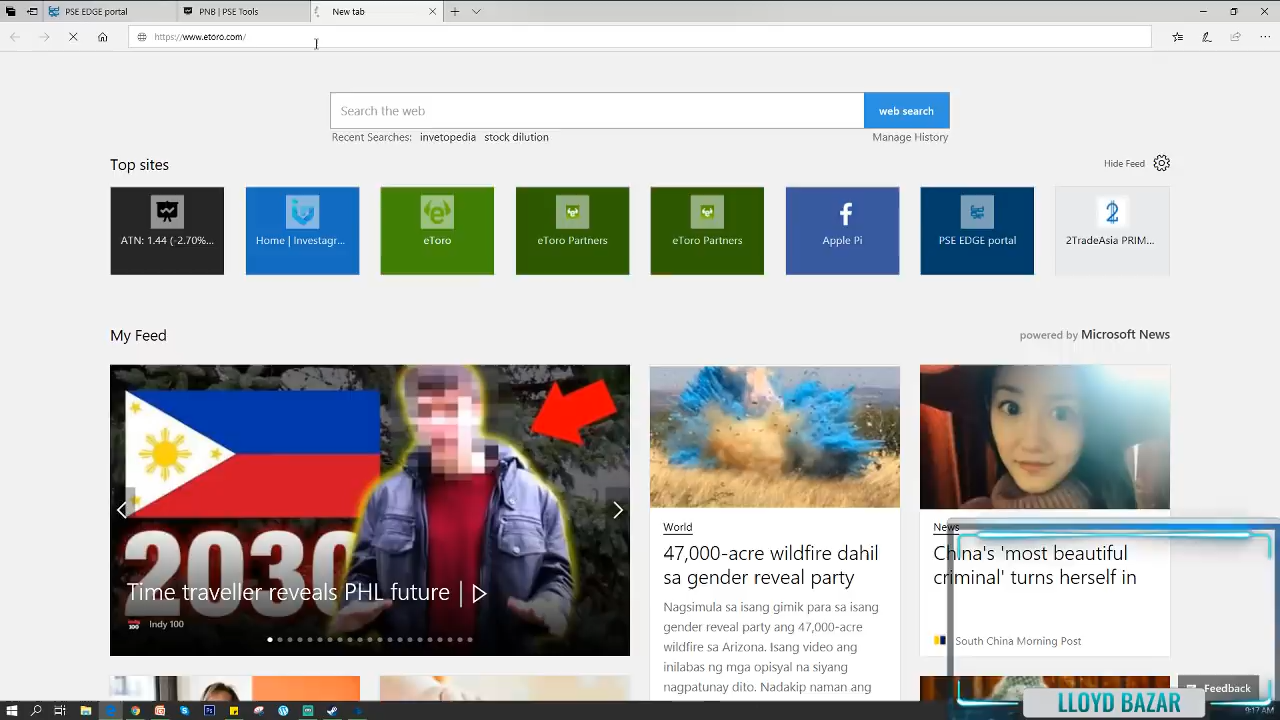 PSE EDGE portal
PNB | PSE Tools
New tab
https://www.etoro.com/
Search the web
web search
Recent Searches: invetopedia stock dilution
Manage History
Top sites
Hide Feed
ATN: 1.44 (-2.70%...
Home | Investagr...
eToro
eToro Partners
eToro Partners
Apple Pi
PSE EDGE portal
2TradeAsia PRIM...
My Feed
powered by Microsoft News
2030
Time traveller reveals PHL future |
indy 100
Indy 100
World
47,000-acre wildfire dahil
sa gender reveal party
Nagsimula sa isang gimik para sa isang
gender reveal party ang 47,000-acre
wildfire sa Arizona. Isang video ang
inilabas ng mga opisyal na siyang
nagpatunay dito. Nadakip naman ang
News
China's 'most beautiful
criminal' turns herself in
South China Morning Post
Feedback
LLOYD BAZAR
9:17 AM